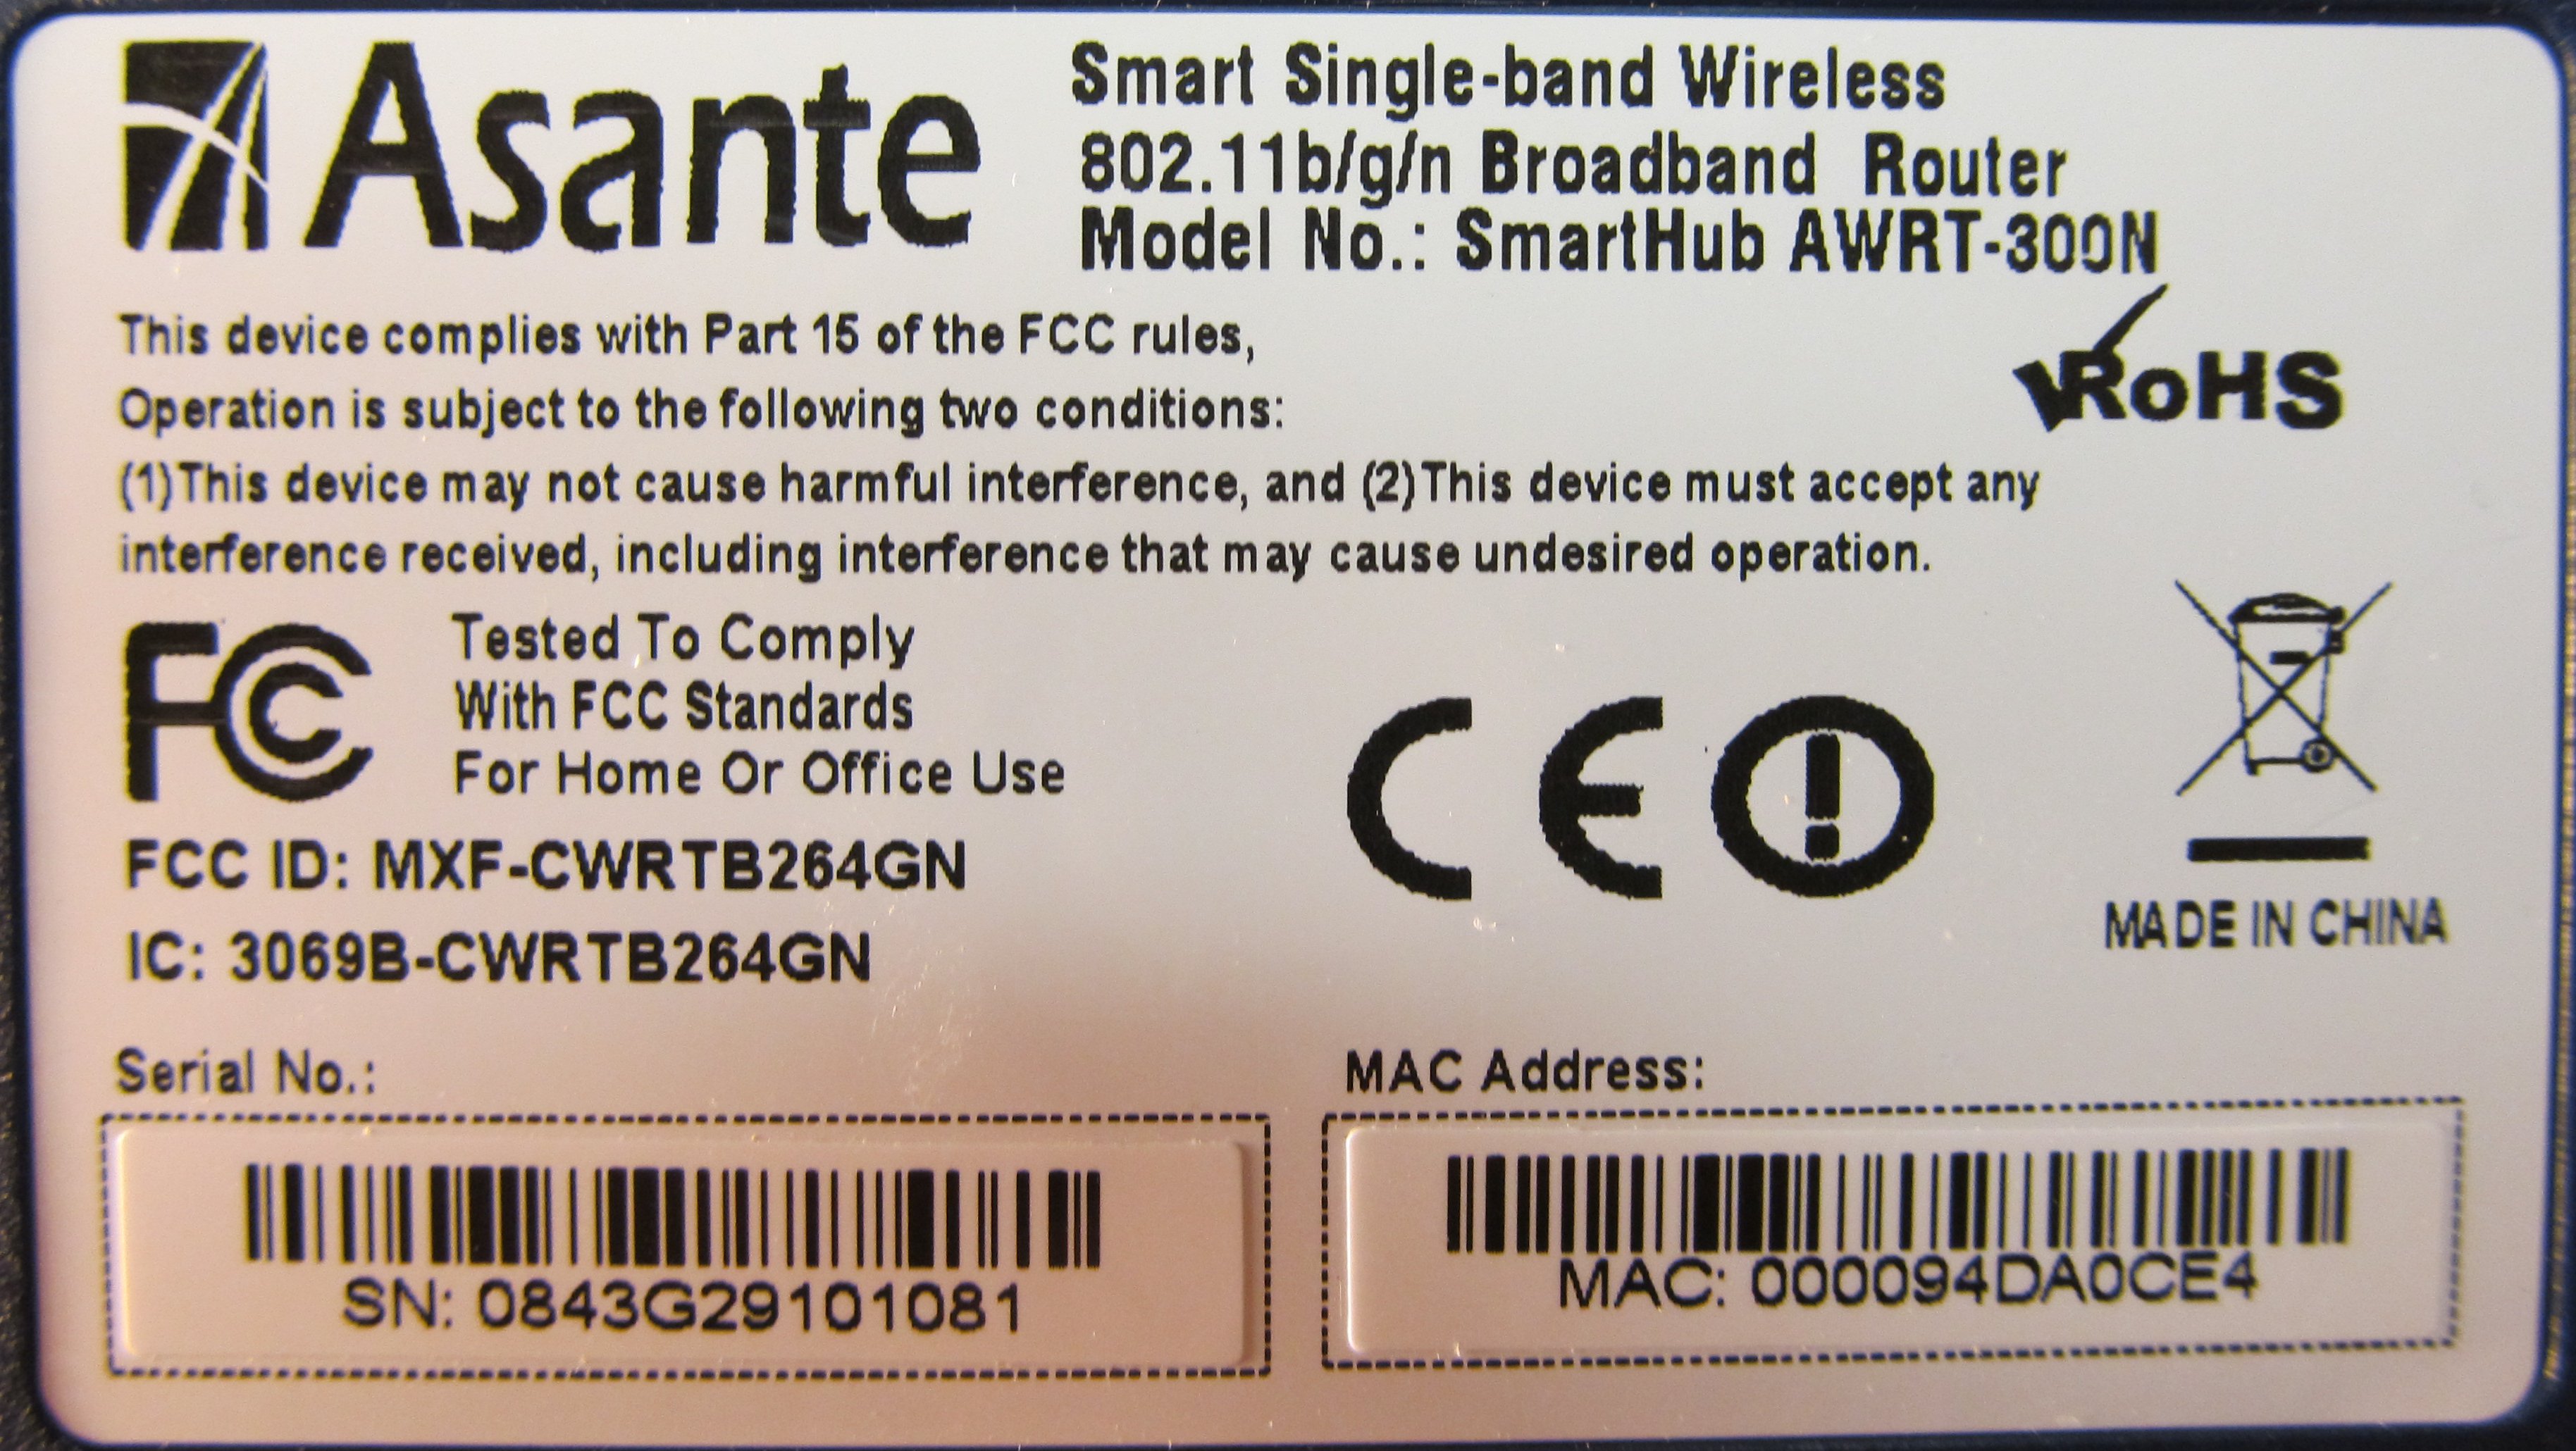 Asante
Smart Single-band Wireless
802.11b/g/n Broadband Router
Model No.: SmartHub AWRT-300N
This device complies with Part 15 of the FCC rules,
Operation is subject to the following two conditions:
(1)This device may not cause harmful interference, and (2)This device must accept any
interference received, including interference that may cause undesired operation.
RoHS
FCC
Tested To Comply
With FCC Standards
For Home Or Office Use
CE
FCC ID: MXF-CWRTB264GN
IC: 3069B-CWRTB264GN
MADE IN CHINA
Serial No.:
SN: 0843G29101081
MAC Address:
MAC: 000094DA0CE4